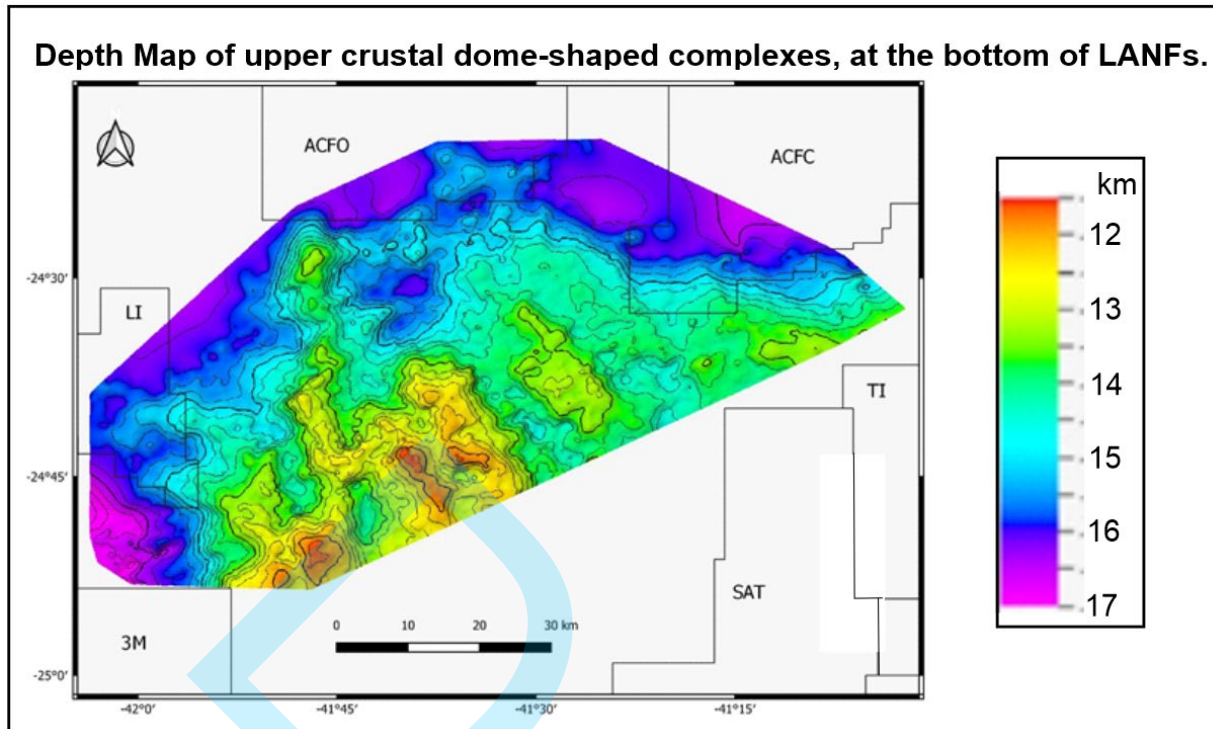 Depth Map of upper crustal dome-shaped complexes, at the bottom of LANFs.
ACFO
ACFC
km
12
-24°30'
LI
13
14
TI
-24°45'
15
16
SAT
17
0 10 20 30 km
3M
-25°0'
-42°0' -41°45' -41°30' -41°15'